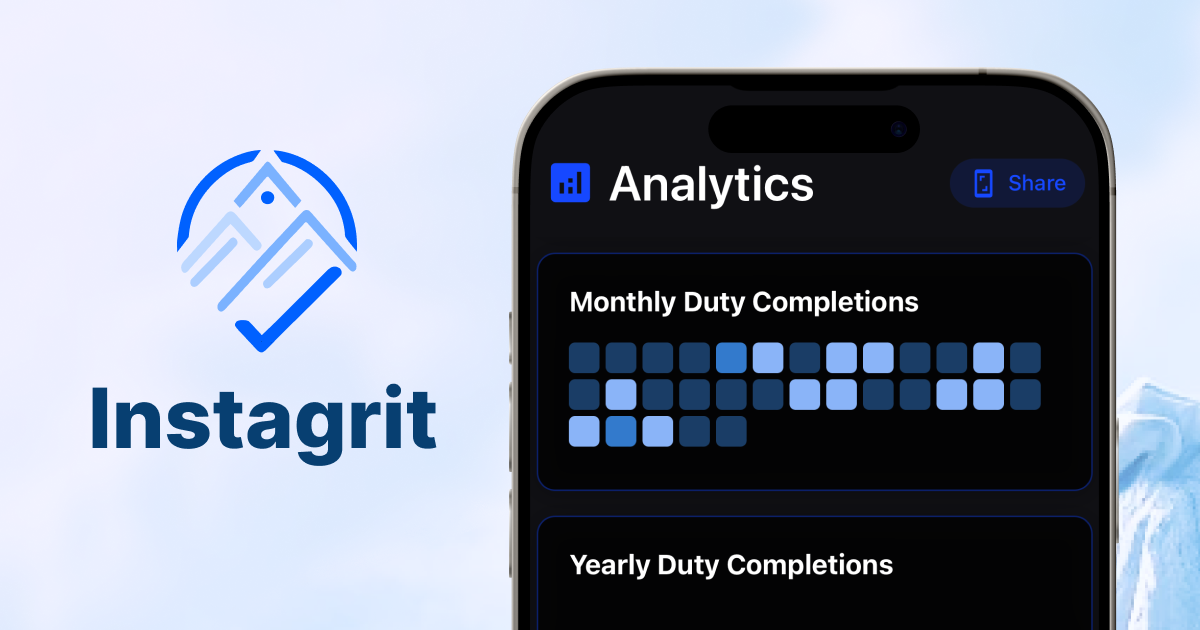 Instagrit
Analytics
Share
Monthly Duty Completions
Yearly Duty Completions